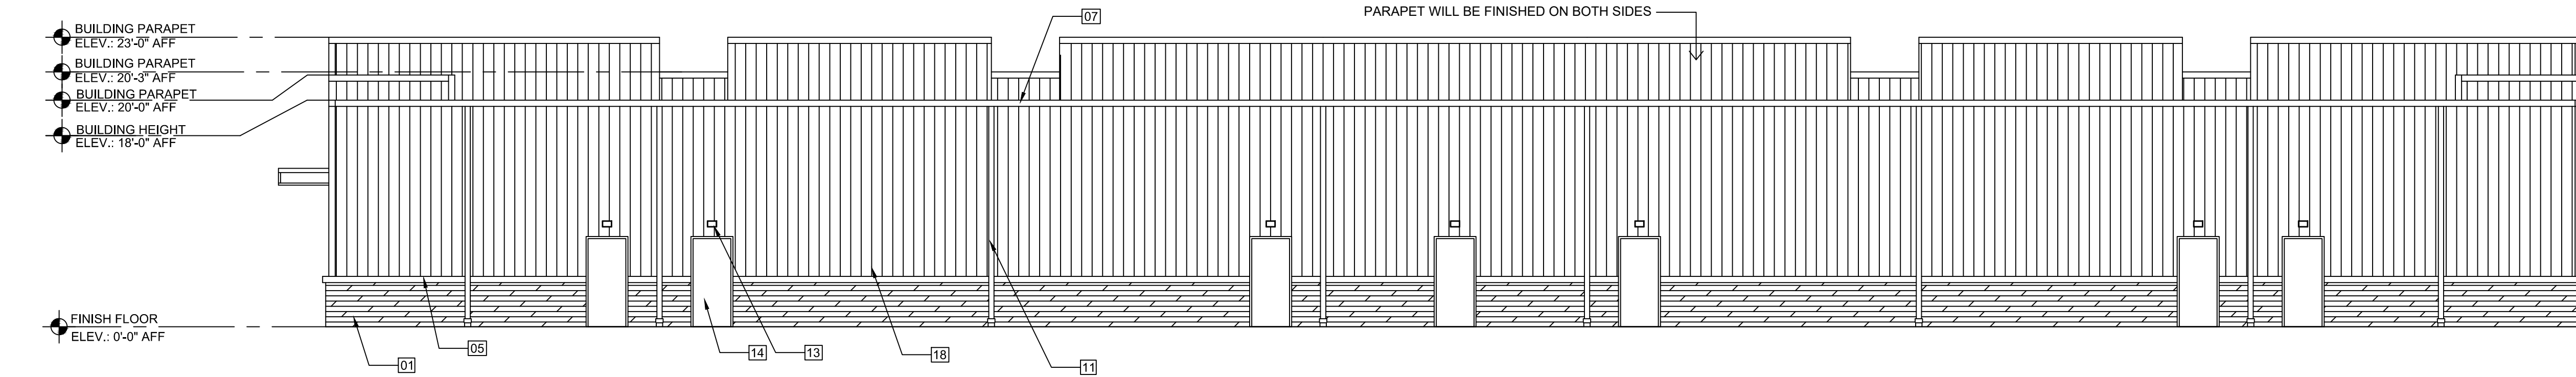 BUILDING PARAPET
ELEV.: 23'-0" AFF
BUILDING PARAPET
ELEV.: 20'-3" AFF
BUILDING PARAPET
ELEV.: 20'-0" AFF
BUILDING HEIGHT
ELEV.: 18'-0" AFF
FINISH FLOOR
ELEV.: 0'-0" AFF
07
PARAPET WILL BE FINISHED ON BOTH SIDES
01
05
14
13
18
11